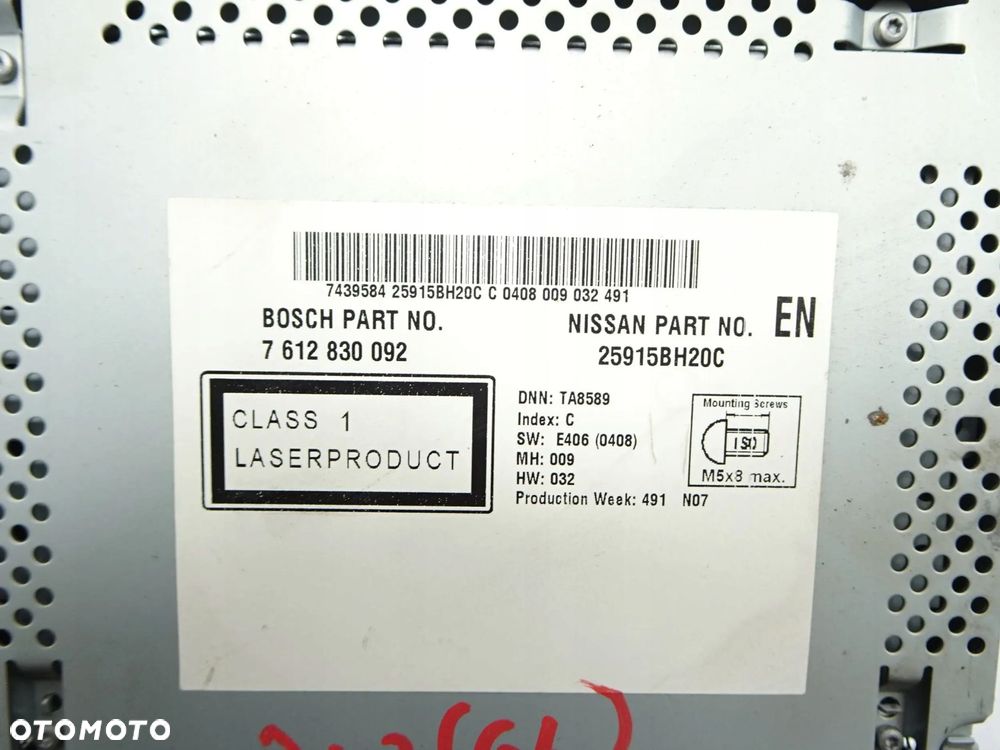 7439584 25915BH20C C 0408 009 032 491
BOSCH PART NO.
7 612 830 092
NISSAN PART NO.
25915BH20C
EN
CLASS 1
LASERPRODUCT
DNN: TA8589
Index: C
SW: E406 (0408)
MH: 009
HW: 032
Production Week: 491 N07
Mounting Screws
ISO
M5x8 max.
OTOMOTO